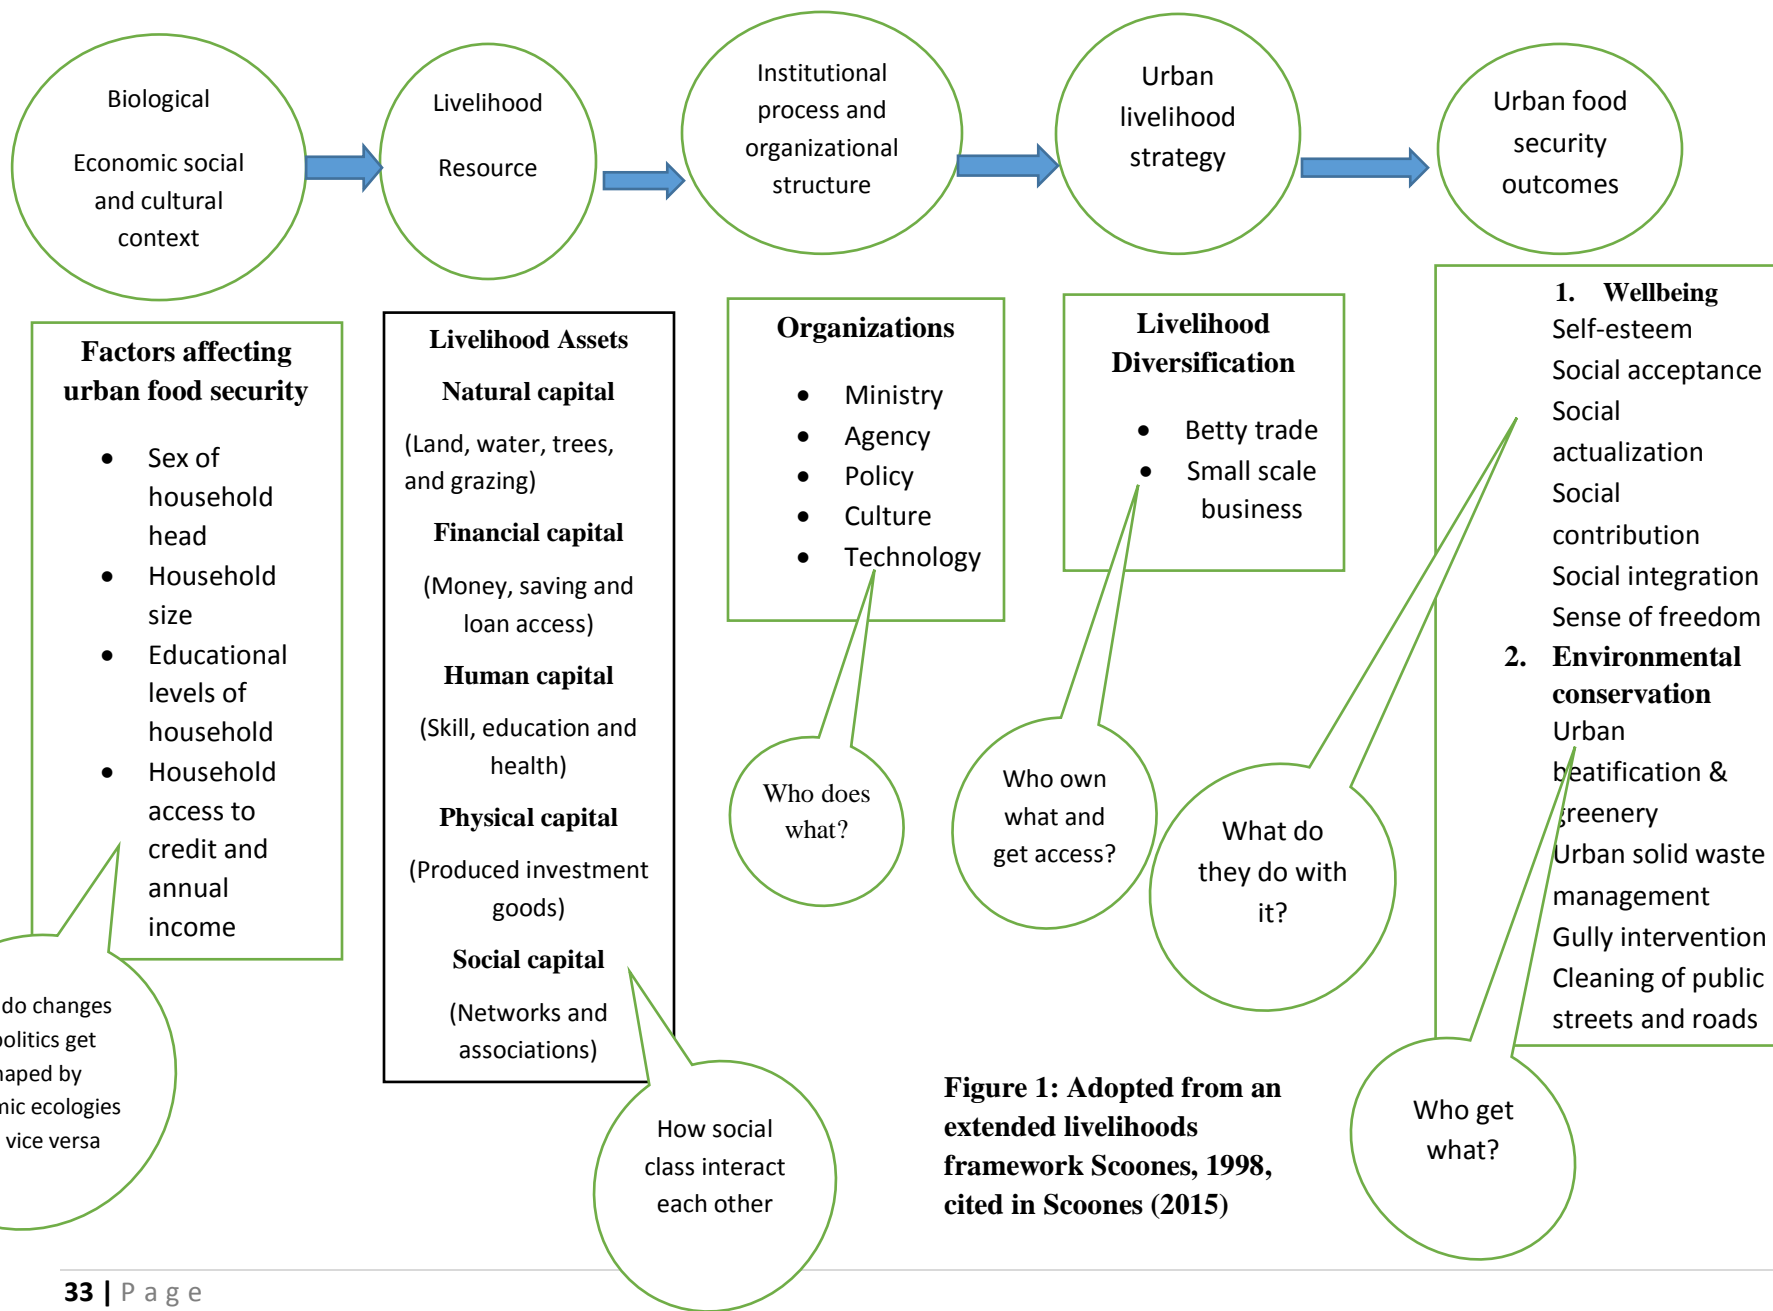 Biological
Economic social
and cultural
context
Livelihood
Resource
Institutional
process and
organizational
structure
Urban
livelihood
strategy
Urban food
security
outcomes
Factors affecting
urban food security
• Sex of
household
head
• Household
size
• Educational
levels of
household
• Household
access to
credit and
annual
income
do changes
politics get
by
ecologies
vice versa
Livelihood Assets
Natural capital
(Land, water, trees,
and grazing)
Financial capital
(Money, saving and
loan access)
Human capital
(Skill, education and
health)
Physical capital
(Produced investment
goods)
Social capital
(Networks and
associations)
How social
class interact
each other
Organizations
• Ministry
• Agency
• Policy
• Culture
• Technology
Who does
what?
Livelihood
Diversification
• Betty trade
• Small scale
business
Who own
what and
get access?
What do
they do with
it?
1. Wellbeing
Self-esteem
Social acceptance
Social
actualization
Social
contribution
Social integration
Sense of freedom
2. Environmental
conservation
Urban
beatification &
greenery
Urban solid waste
management
Gully intervention
Cleaning of public
streets and roads
Who get
what?
Figure 1: Adopted from an
extended livelihoods
framework Scoones, 1998,
cited in Scoones (2015)
33 | P a g e